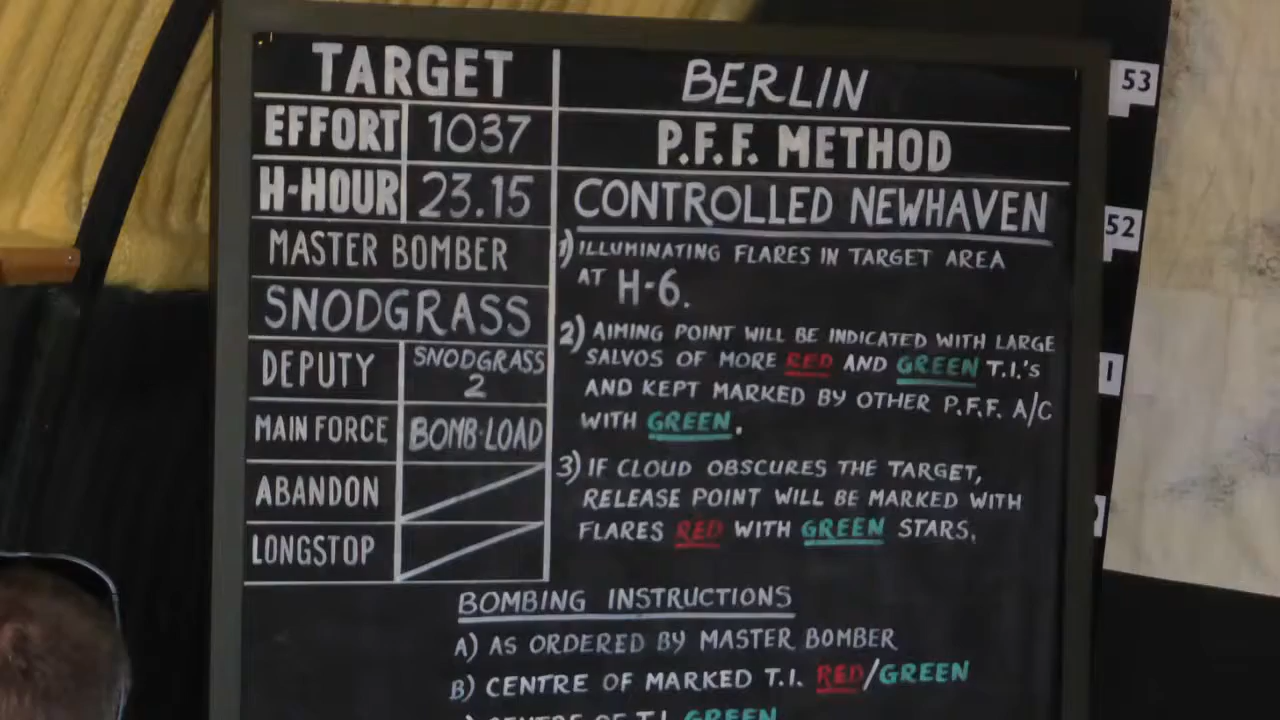 TARGET
EFFORT 1037
H-HOUR 23.15
MASTER BOMBER
SNODGRASS
DEPUTY SNODGRASS 2
MAIN FORCE BOMB-LOAD
ABANDON
LONGSTOP
BERLIN
P.F.F. METHOD
CONTROLLED NEWHAVEN
1) ILLUMINATING FLARES IN TARGET AREA
AT H-6.
2) AIMING POINT WILL BE INDICATED WITH LARGE
SALVOS OF MORE RED AND GREEN T.I.'s
AND KEPT MARKED BY OTHER P.F.F. A/C
WITH GREEN.
3) IF CLOUD OBSCURES THE TARGET,
RELEASE POINT WILL BE MARKED WITH
FLARES RED WITH GREEN STARS.
BOMBING INSTRUCTIONS
A) AS ORDERED BY MASTER BOMBER
B) CENTRE OF MARKED T.I. RED/GREEN
CENTRE OF T.I. GREEN
53
52
1